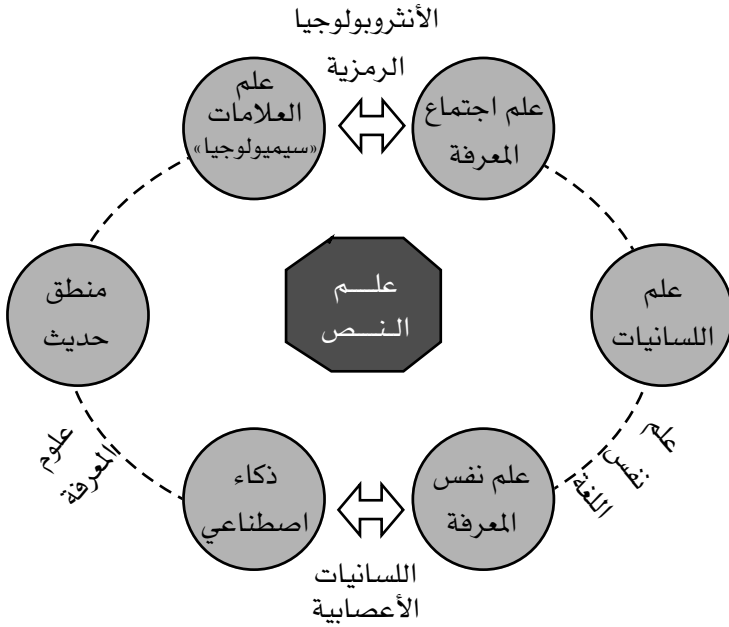 الأنثروبولوجيا
الرمزية
علم اجتماع
المعرفة
علم
العلامات
«سيميولوجيا»
علم
اللسانيات
علـــم
النــص
منطق
حديث
علم
نفس
اللغة
علوم
المعرفة
علم نفس
المعرفة
ذكاء
اصطناعي
اللسانيات
الأعصابية